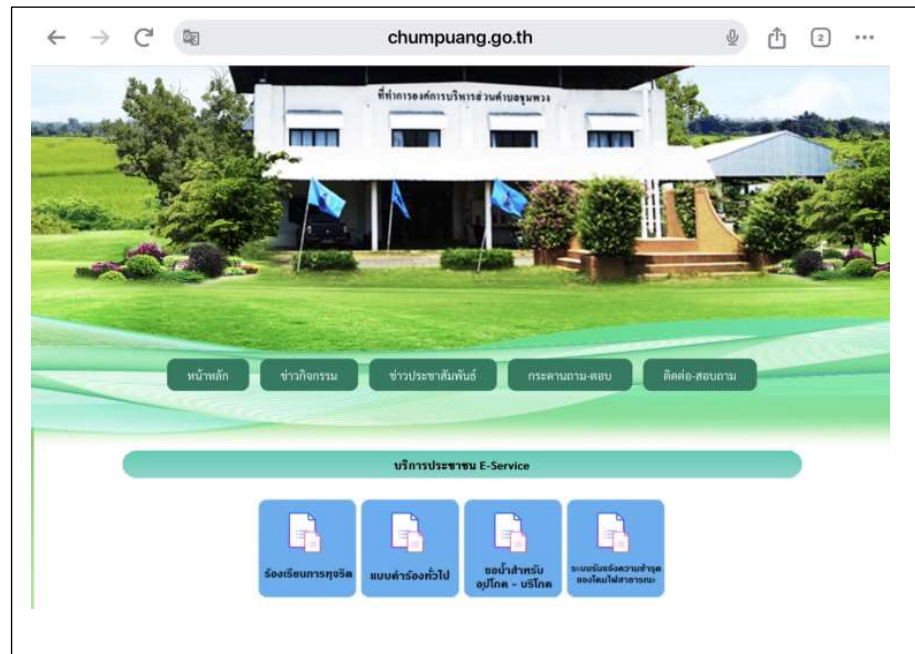 chumpuang.go.th
2
ที่ทำการองค์การบริหารส่วนตำบลชุมพวง
หน้าหลัก
ข่าวกิจกรรม
ข่าวประชาสัมพันธ์
กระดานถาม-ตอบ
ติดต่อ-สอบถาม
บริการประชาชน E-Service
ร้องเรียนการทุจริต
แบบคำร้องทั่วไป
ขอน้ำสำหรับ
อุปโภค - บริโภค
ระบบรับแจ้งความชำรุด
ของโคมไฟสาธารณะ